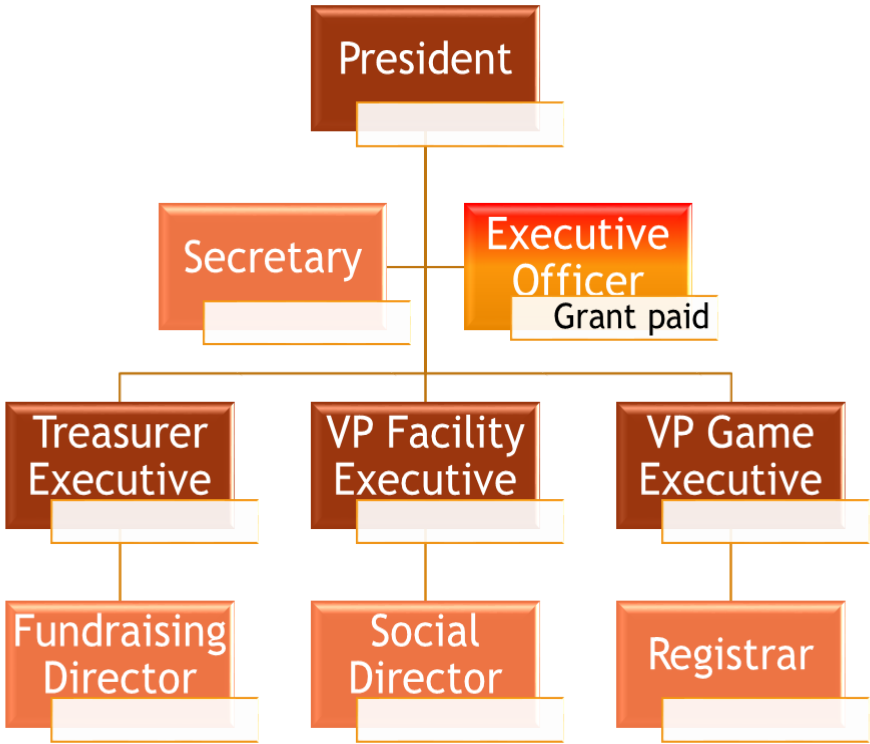 President
Secretary
Executive
Officer
Grant paid
Treasurer
Executive
VP Facility
Executive
VP Game
Executive
Fundraising
Director
Social
Director
Registrar